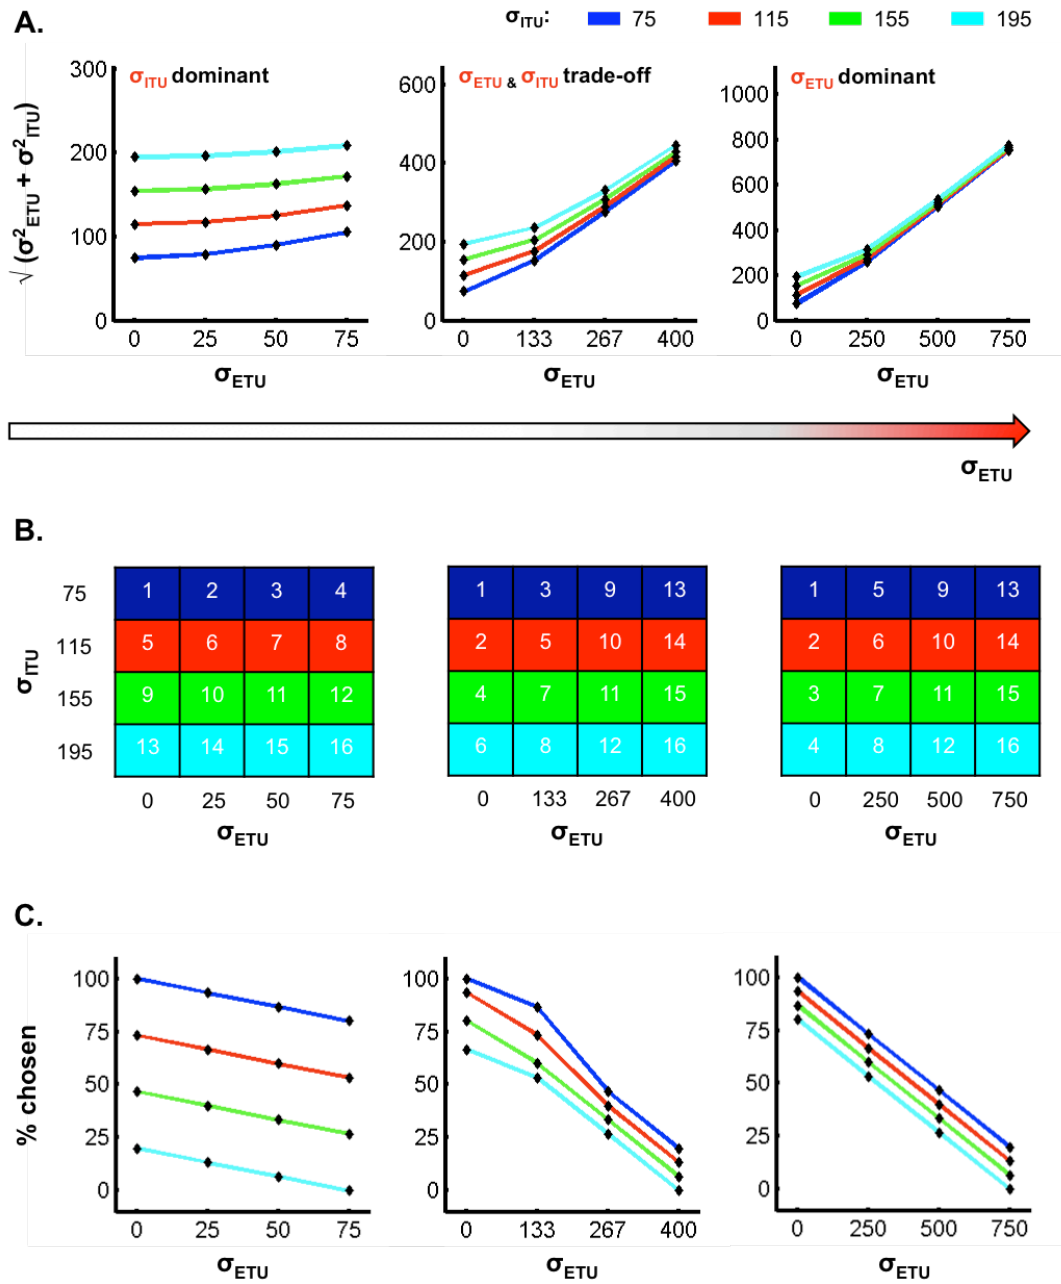 A.
σITU: 75 115 155 195
σITU dominant
σETU & σITU trade-off
σETU dominant
√ (σ²ETU + σ²ITU)
300
200
100
0
0 25 50 75
σETU
600
400
200
0
0 133 267 400
σETU
1000
800
600
400
200
0
0 250 500 750
σETU
σETU
B.
σITU
75
115
155
195
1 2 3 4
5 6 7 8
9 10 11 12
13 14 15 16
0 25 50 75
σETU
1 3 9 13
2 5 10 14
4 7 11 15
6 8 12 16
0 133 267 400
σETU
1 5 9 13
2 6 10 14
3 7 11 15
4 8 12 16
0 250 500 750
σETU
C.
% chosen
100
75
50
25
0
0 25 50 75
σETU
100
75
50
25
0
0 133 267 400
σETU
100
75
50
25
0
0 250 500 750
σETU